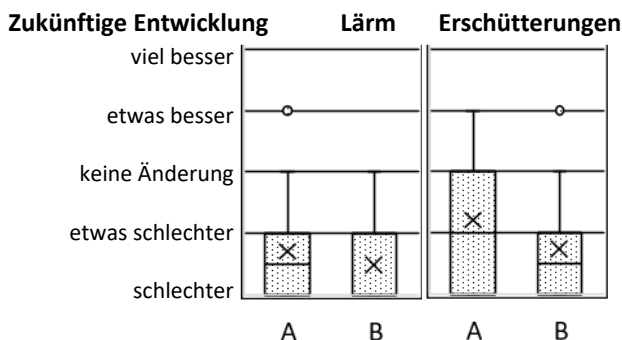 Zukünftige Entwicklung Lärm Erschütterungen
viel besser
etwas besser
keine Änderung
etwas schlechter
schlechter
A B A B